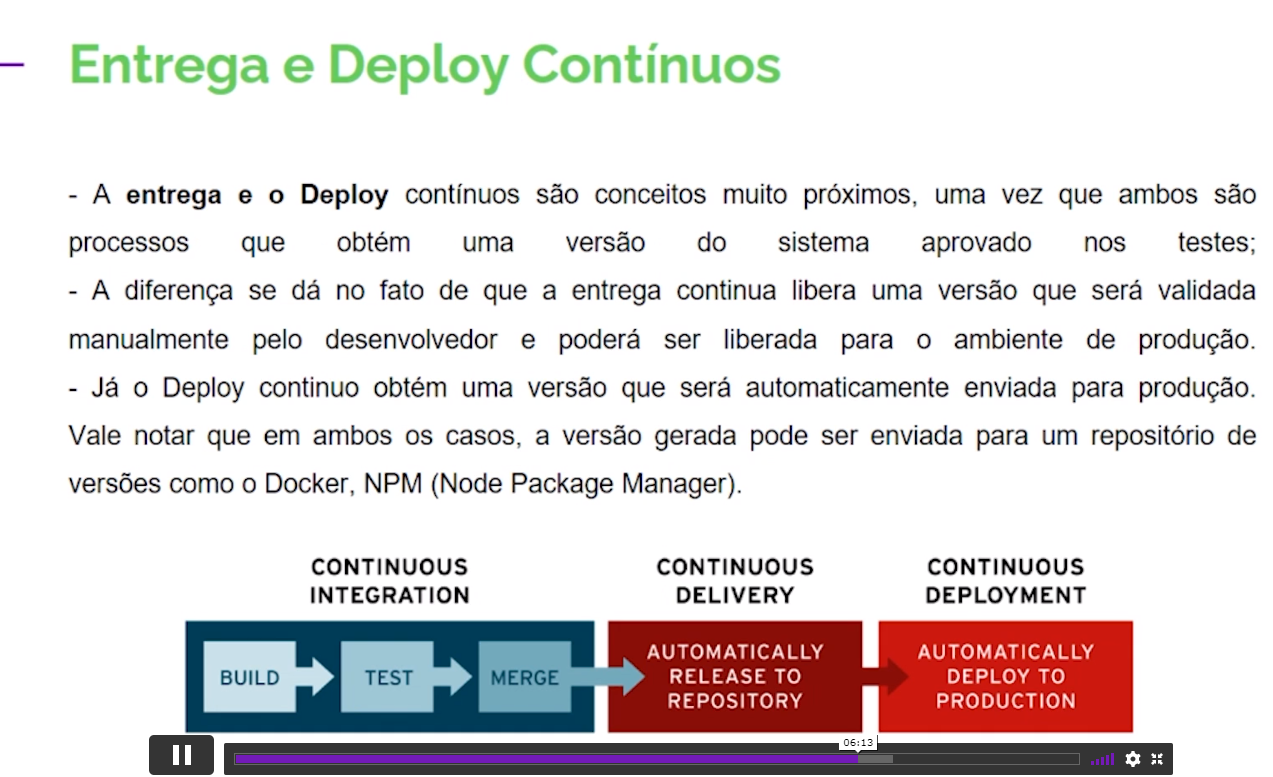 Entrega e Deploy Contínuos
- A entrega e o Deploy contínuos são conceitos muito próximos, uma vez que ambos são
processos que obtém uma versão do sistema aprovado nos testes;
- A diferença se dá no fato de que a entrega continua libera uma versão que será validada
manualmente pelo desenvolvedor e poderá ser liberada para o ambiente de produção.
- Já o Deploy continuo obtém uma versão que será automaticamente enviada para produção.
Vale notar que em ambos os casos, a versão gerada pode ser enviada para um repositório de
versões como o Docker, NPM (Node Package Manager).
CONTINUOUS
INTEGRATION
BUILD
TEST
MERGE
CONTINUOUS
DELIVERY
AUTOMATICALLY
RELEASE TO
REPOSITORY
CONTINUOUS
DEPLOYMENT
AUTOMATICALLY
DEPLOY TO
PRODUCTION
06:13